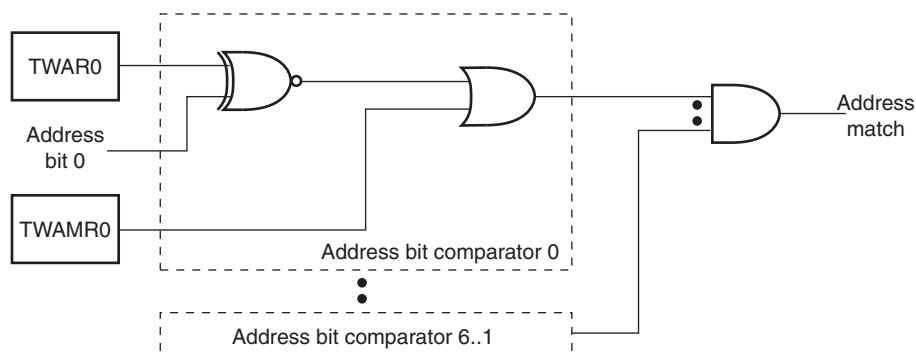 TWAR0
Address
bit 0
TWAMR0
Address bit comparator 0
Address bit comparator 6..1
Address
match